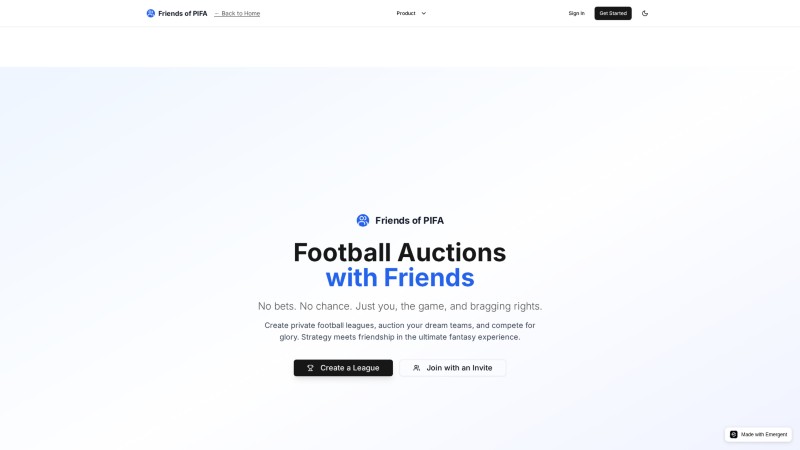 Friends of PIFA
← Back to Home
Product
Sign In
Get Started
Friends of PIFA
Football Auctions
with Friends
No bets. No chance. Just you, the game, and bragging rights.
Create private football leagues, auction your dream teams, and compete for
glory. Strategy meets friendship in the ultimate fantasy experience.
Create a League
Join with an Invite
Made with Emergent